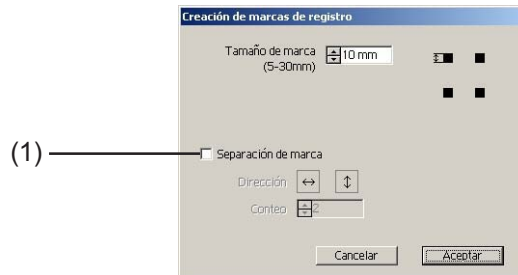 Creación de marcas de registro
Tamaño de marca
(5-30mm)
10 mm
(1)
Separación de marca
Dirección
Conteo
2
Cancelar
Aceptar